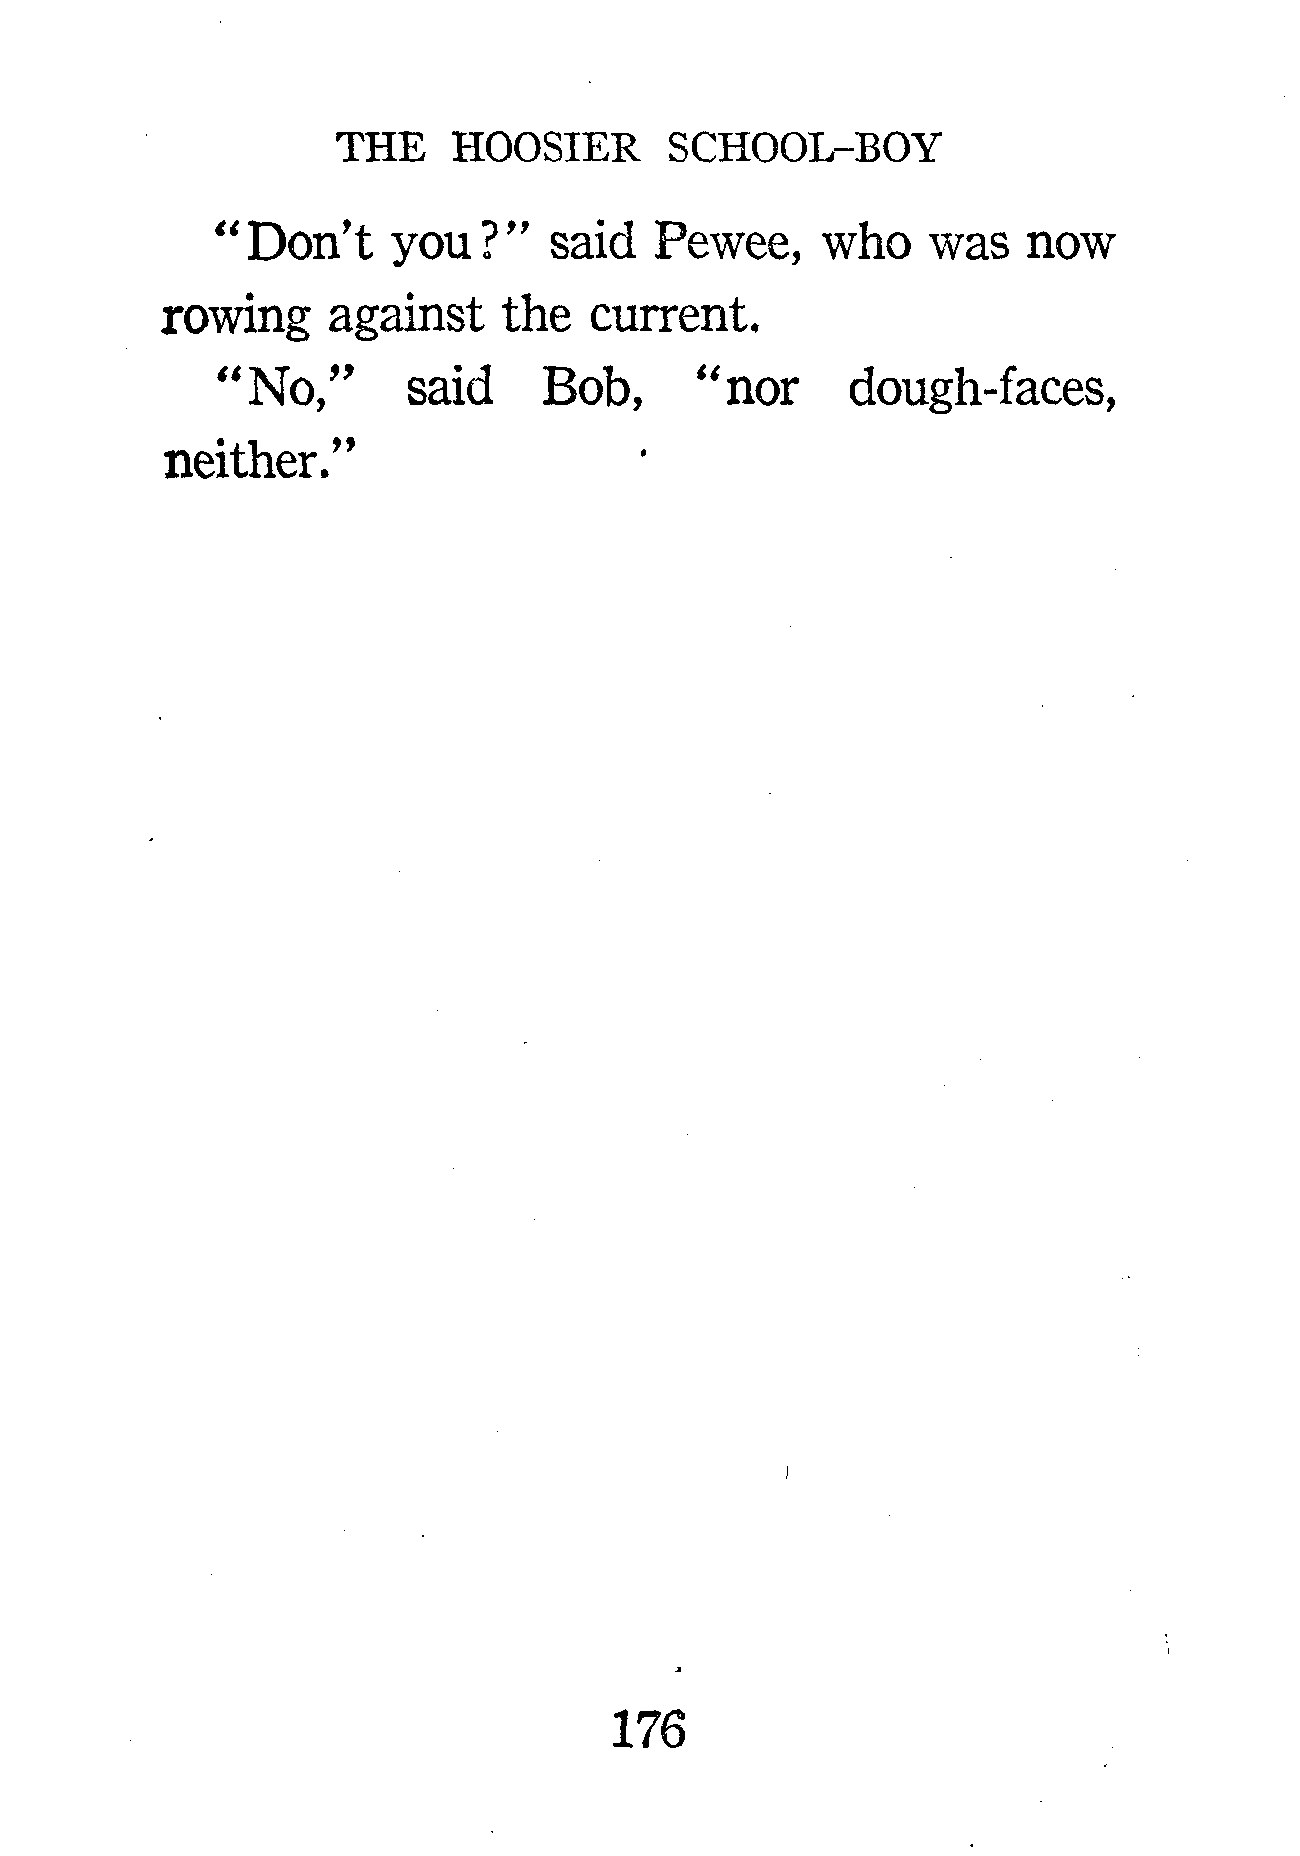 THE HOOSIER SCHOOL-BOY
"Don't you?" said Pewee, who was now
rowing against the current.
"No," said Bob, "nor dough-faces,
neither."
176